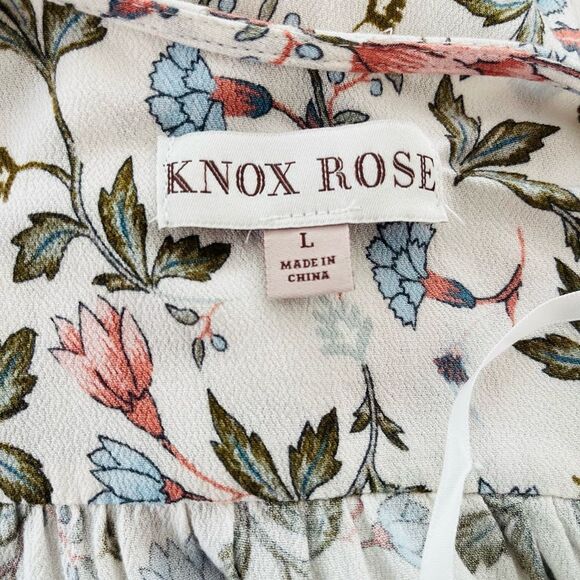 KNOX ROSE
L
MADE IN
CHINA